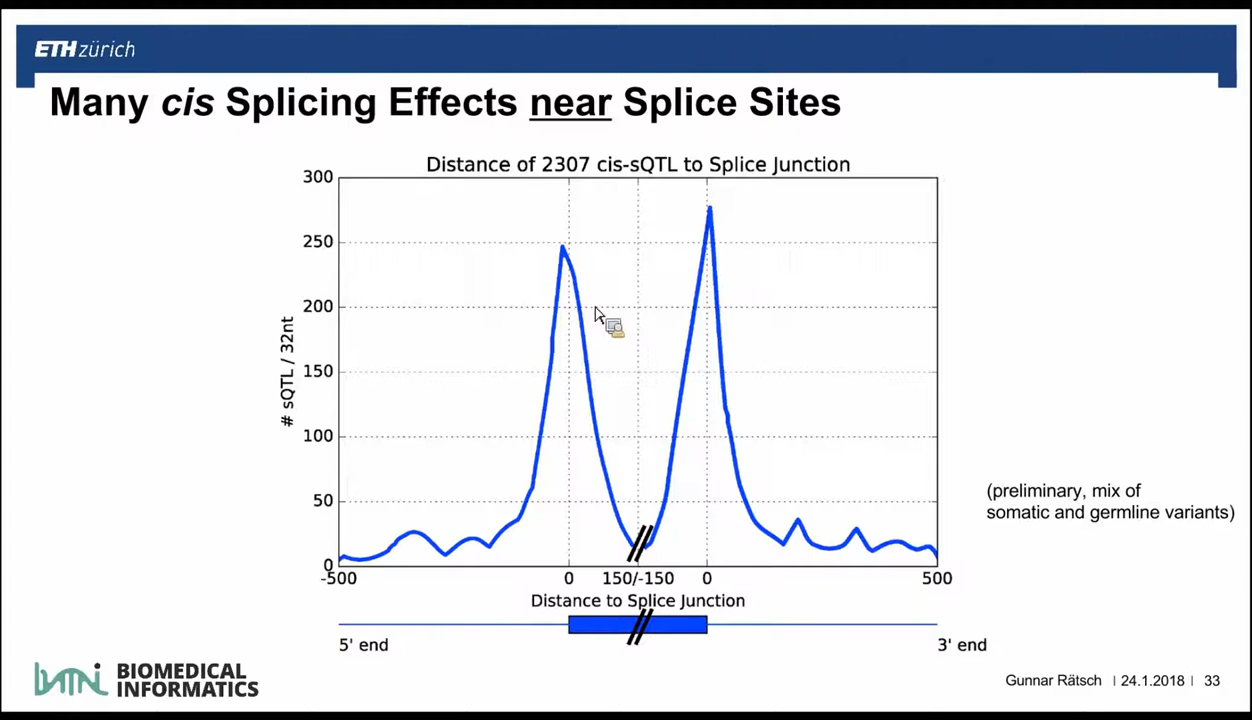 ETH zürich
Many cis Splicing Effects near Splice Sites
Distance of 2307 cis-sQTL to Splice Junction
300
250
200
150
100
50
0
# sQTL / 32nt
-500 0 150/-150 0 500
Distance to Splice Junction
5' end 3' end
(preliminary, mix of
somatic and germline variants)
BIOMEDICAL
INFORMATICS
Gunnar Rätsch | 24.1.2018 | 33